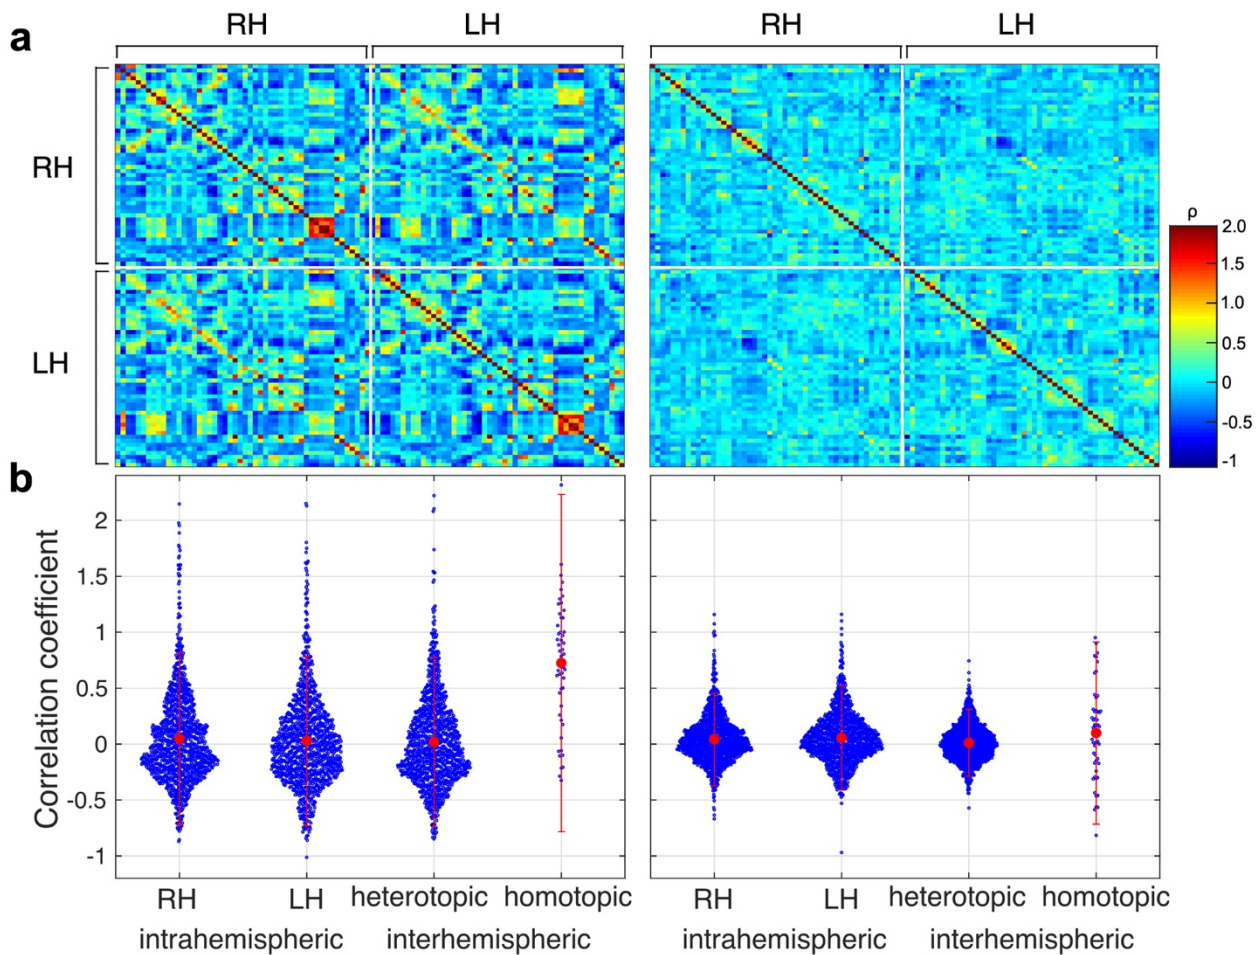 a
RH LH RH LH
RH
LH
ρ
2.0
1.5
1.0
0.5
0
-0.5
-1
b
Correlation coefficient
2
1.5
1
0.5
0
-0.5
-1
RH LH heterotopic homotopic RH LH heterotopic homotopic
intrahemispheric interhemispheric intrahemispheric interhemispheric